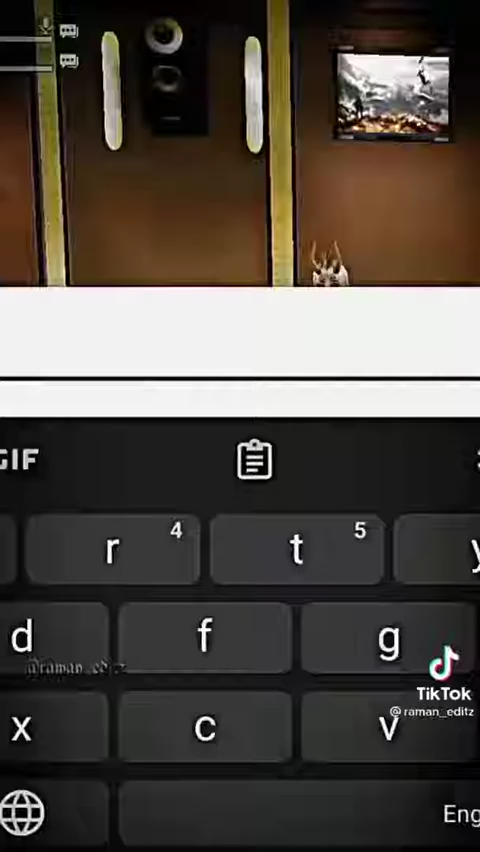 GIF
r 4 t 5 y
d f g
@raman_editz
TikTok
@raman_editz
x c v
Eng